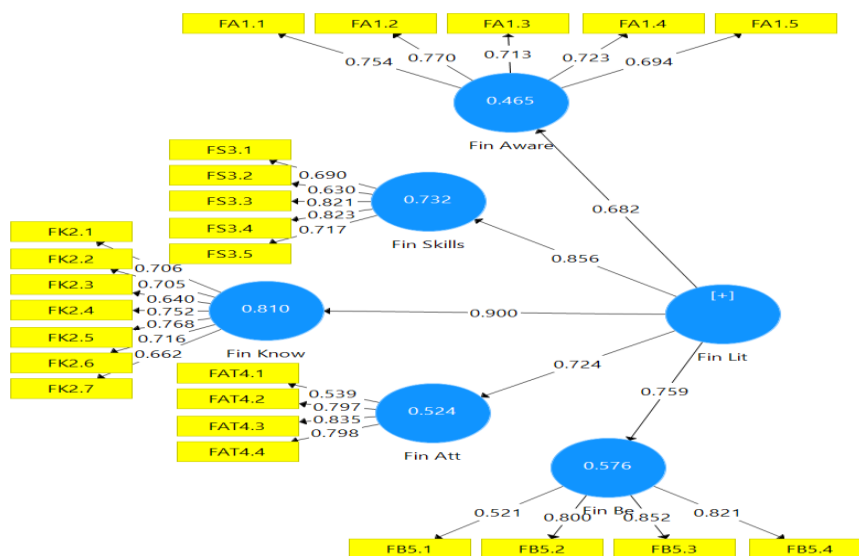 FA1.1 FA1.2 FA1.3 FA1.4 FA1.5
0.754 0.770 0.713 0.723 0.694
0.465
Fin Aware
FS3.1
FS3.2
FS3.3
FS3.4
FS3.5
0.690
0.630
0.821
0.823
0.717
0.732
Fin Skills
0.682
0.856
FK2.1
FK2.2
FK2.3
FK2.4
FK2.5
FK2.6
FK2.7
0.706
0.705
0.640
0.752
0.768
0.716
0.662
0.810
Fin Know
0.900
[+]
Fin Lit
FAT4.1
FAT4.2
FAT4.3
FAT4.4
0.539
0.797
0.835
0.798
0.524
Fin Att
0.724
0.759
0.576
Fin Be
0.521 0.800 0.852 0.821
FB5.1 FB5.2 FB5.3 FB5.4